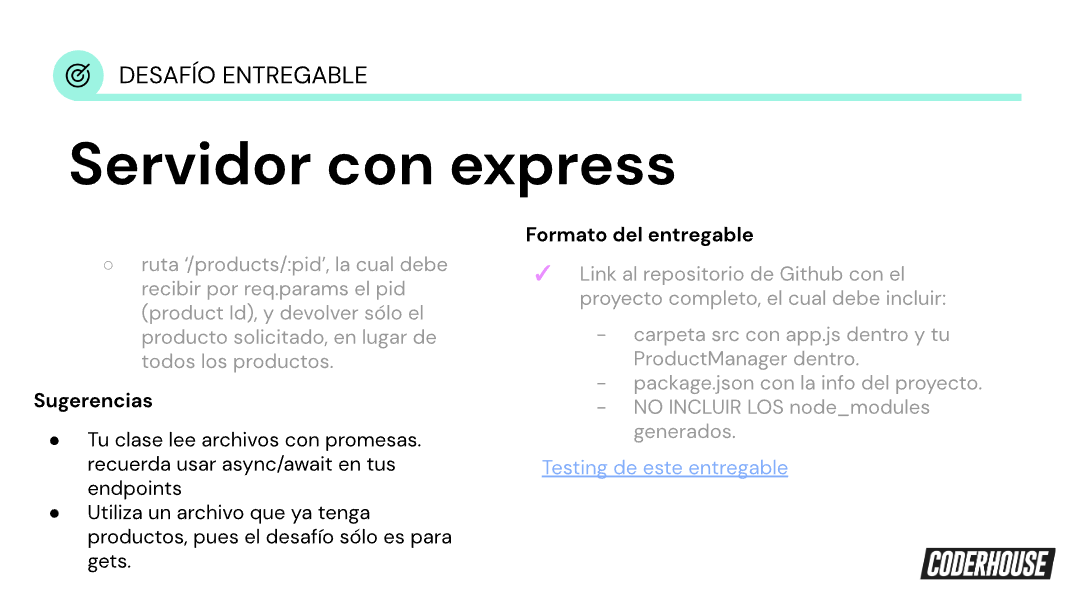 DESAFÍO ENTREGABLE
Servidor con express
○ ruta ‘/products/:pid’, la cual debe
recibir por req.params el pid
(product Id), y devolver sólo el
producto solicitado, en lugar de
todos los productos.
Sugerencias
● Tu clase lee archivos con promesas.
recuerda usar async/await en tus
endpoints
● Utiliza un archivo que ya tenga
productos, pues el desafío sólo es para
gets.
Formato del entregable
✓ Link al repositorio de Github con el
proyecto completo, el cual debe incluir:
- carpeta src con app.js dentro y tu
ProductManager dentro.
- package.json con la info del proyecto.
- NO INCLUIR LOS node_modules
generados.
Testing de este entregable
CODERHOUSE